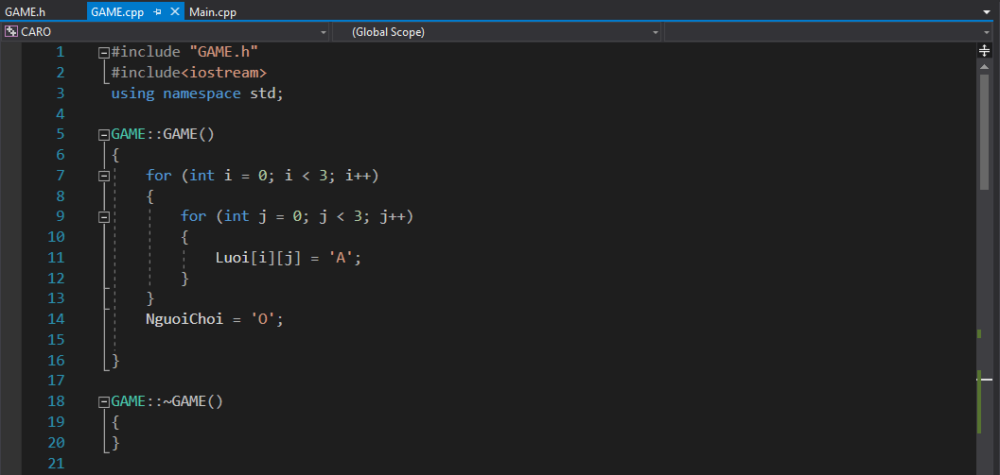 GAME.h GAME.cpp Main.cpp
CARO (Global Scope)
1 #include "GAME.h"
2 #include<iostream>
3 using namespace std;
4
5 GAME::GAME()
6 {
7 for (int i = 0; i < 3; i++)
8 {
9 for (int j = 0; j < 3; j++)
10 {
11 Luoi[i][j] = 'A';
12 }
13 }
14 NguoiChoi = 'O';
15
16 }
17
18 GAME::~GAME()
19 {
20 }
21